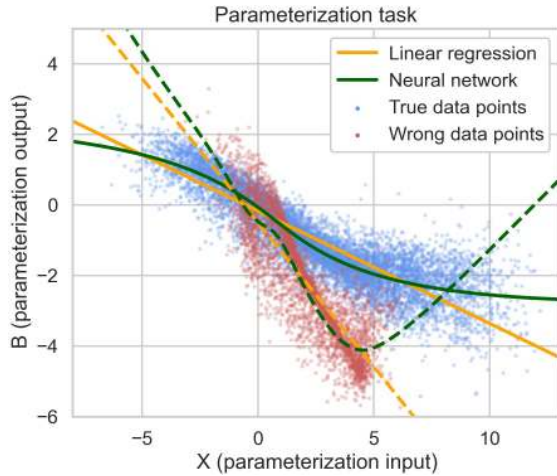 Parameterization task
Linear regression
Neural network
True data points
Wrong data points
B (parameterization output)
4
2
0
−2
−4
−6
−5
0
5
10
X (parameterization input)